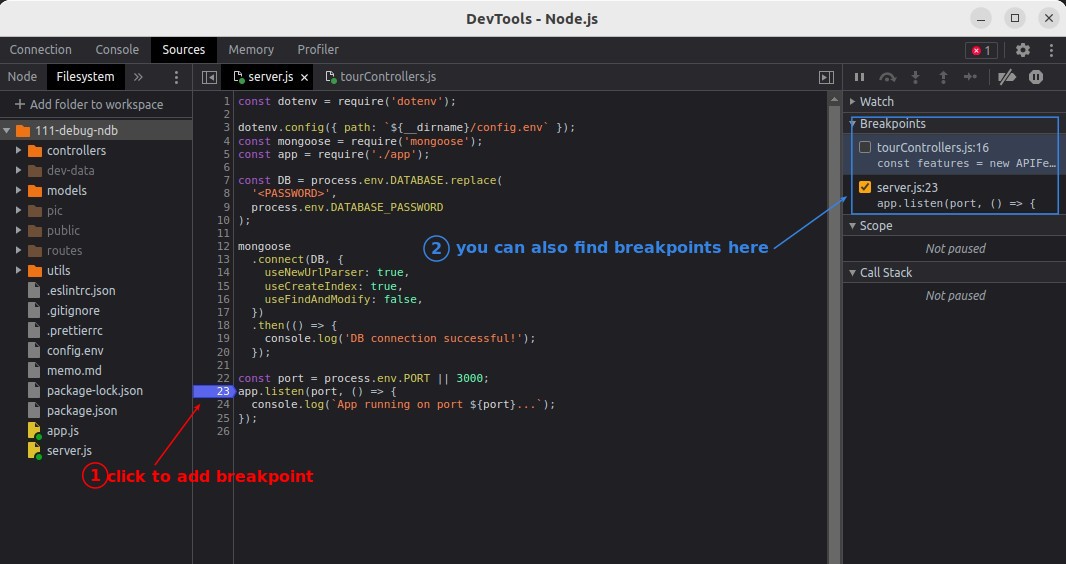 DevTools - Node.js
Connection Console Sources Memory Profiler 1
Node Filesystem » server.js × tourControllers.js
+ Add folder to workspace
111-debug-ndb
controllers
dev-data
models
pic
public
routes
utils
.eslintrc.json
.gitignore
.prettierrc
config.env
memo.md
package-lock.json
package.json
app.js
server.js
1 const dotenv = require('dotenv');
2
3 dotenv.config({ path: `${__dirname}/config.env` });
4 const mongoose = require('mongoose');
5 const app = require('./app');
6
7 const DB = process.env.DATABASE.replace(
8 '<PASSWORD>',
9 process.env.DATABASE_PASSWORD
10 );
11
12 mongoose
13 .connect(DB, {
14 useNewUrlParser: true,
15 useCreateIndex: true,
16 useFindAndModify: false,
17 })
18 .then(() => {
19 console.log('DB connection successful!');
20 });
21
22 const port = process.env.PORT || 3000;
23 app.listen(port, () => {
24 console.log(`App running on port ${port}...`);
25 });
26
1 click to add breakpoint
2 you can also find breakpoints here
Watch
Breakpoints
tourControllers.js:16
const features = new APIFe…
server.js:23
app.listen(port, () => {
Scope
Not paused
Call Stack
Not paused